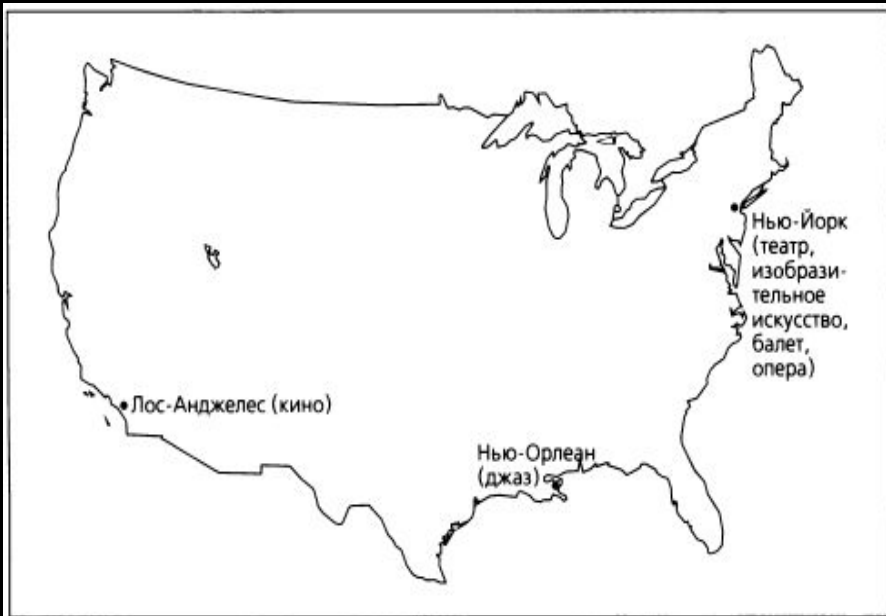 Нью-Йорк
(театр,
изобрази-
тельное
искусство,
балет,
опера)
Лос-Анджелес (кино)
Нью-Орлеан
(джаз)